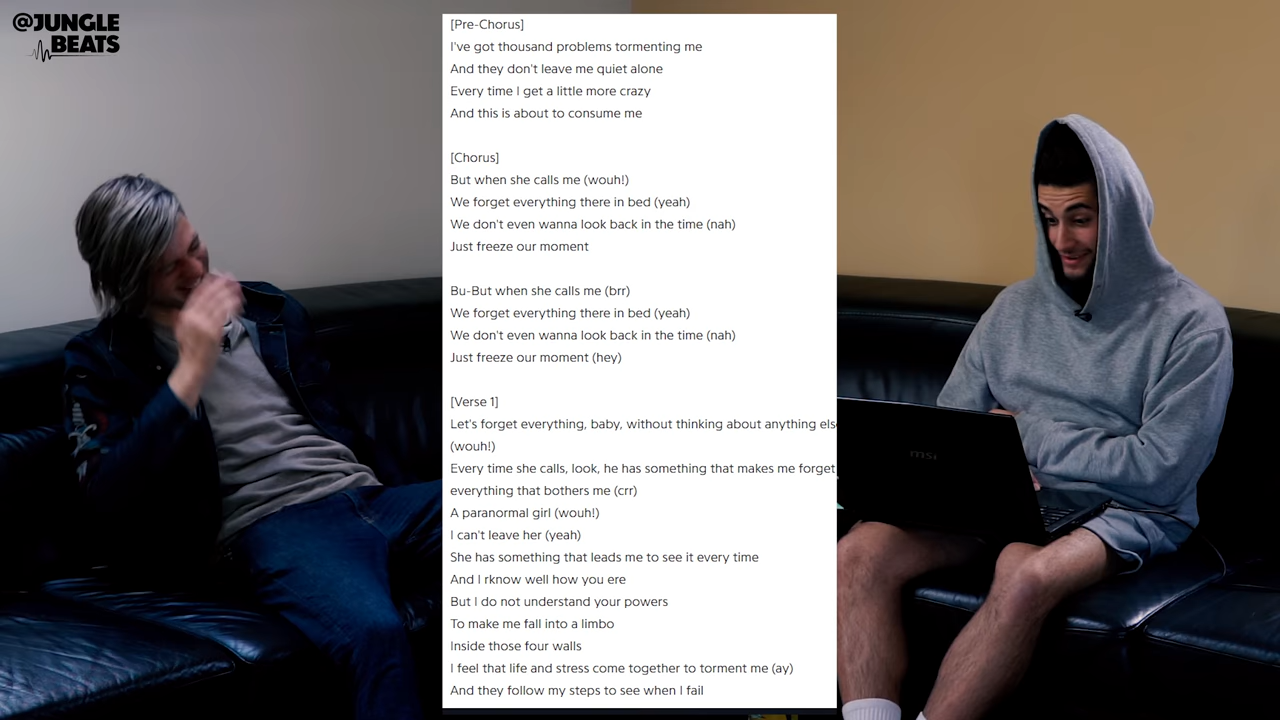 @JUNGLE
BEATS
[Pre-Chorus]
I've got thousand problems tormenting me
And they don't leave me quiet alone
Every time I get a little more crazy
And this is about to consume me
[Chorus]
But when she calls me (wouh!)
We forget everything there in bed (yeah)
We don't even wanna look back in the time (nah)
Just freeze our moment
Bu-But when she calls me (brr)
We forget everything there in bed (yeah)
We don't even wanna look back in the time (nah)
Just freeze our moment (hey)
[Verse 1]
Let's forget everything, baby, without thinking about anything els
(wouh!)
Every time she calls, look, he has something that makes me forget
everything that bothers me (crr)
A paranormal girl (wouh!)
I can't leave her (yeah)
She has something that leads me to see it every time
And I rknow well how you ere
But I do not understand your powers
To make me fall into a limbo
Inside those four walls
I feel that life and stress come together to torment me (ay)
And they follow my steps to see when I fail
msi